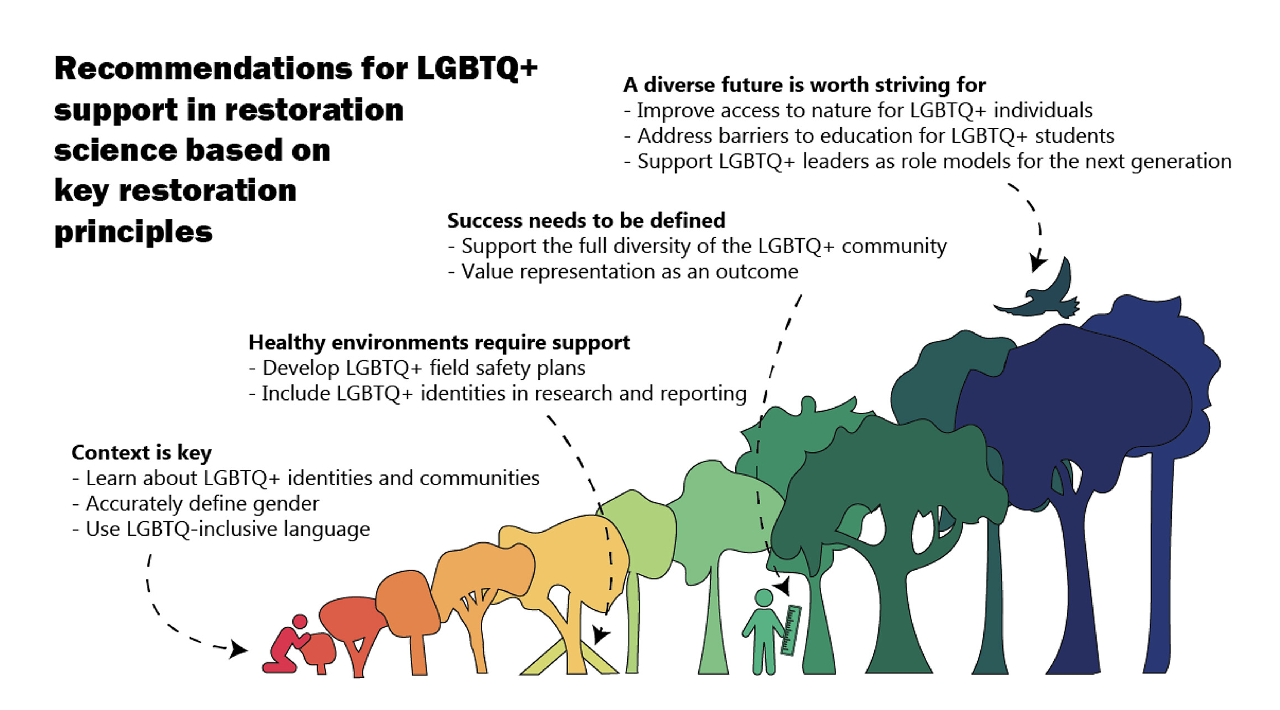 Recommendations for LGBTQ+
support in restoration
science based on
key restoration
principles
A diverse future is worth striving for
- Improve access to nature for LGBTQ+ individuals
- Address barriers to education for LGBTQ+ students
- Support LGBTQ+ leaders as role models for the next generation
Success needs to be defined
- Support the full diversity of the LGBTQ+ community
- Value representation as an outcome
Healthy environments require support
- Develop LGBTQ+ field safety plans
- Include LGBTQ+ identities in research and reporting
Context is key
- Learn about LGBTQ+ identities and communities
- Accurately define gender
- Use LGBTQ-inclusive language